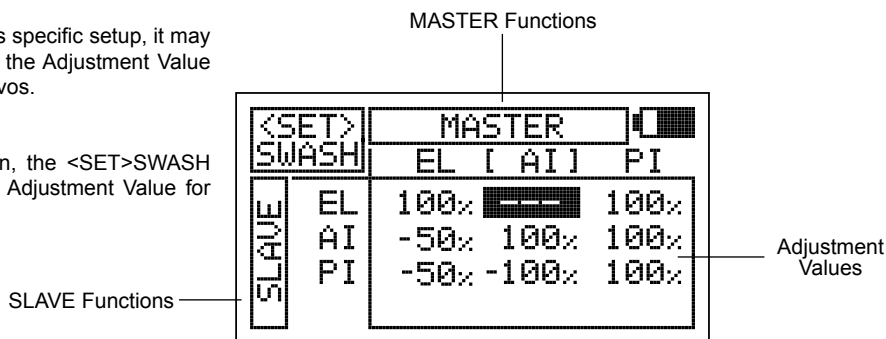 MASTER Functions
s specific setup, it may
the Adjustment Value
vos.
n, the <SET>SWASH
Adjustment Value for
<SET> MASTER
SWASH EL [ AI ] PI
SLAVE
EL 100% --- 100%
AI -50% 100% 100%
PI -50% -100% 100%
Adjustment
Values
SLAVE Functions